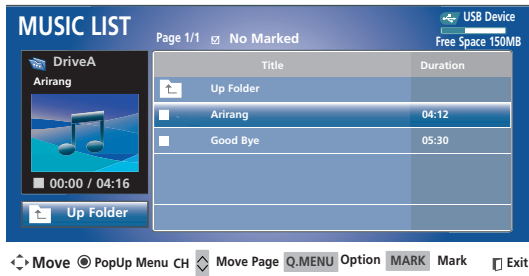 MUSIC LIST
Page 1/1 No Marked
USB Device
Free Space 150MB
DriveA
Arirang
00:00 / 04:16
Up Folder
Title Duration
Up Folder
Arirang 04:12
Good Bye 05:30
Move PopUp Menu CH Move Page Q.MENU Option MARK Mark Exit